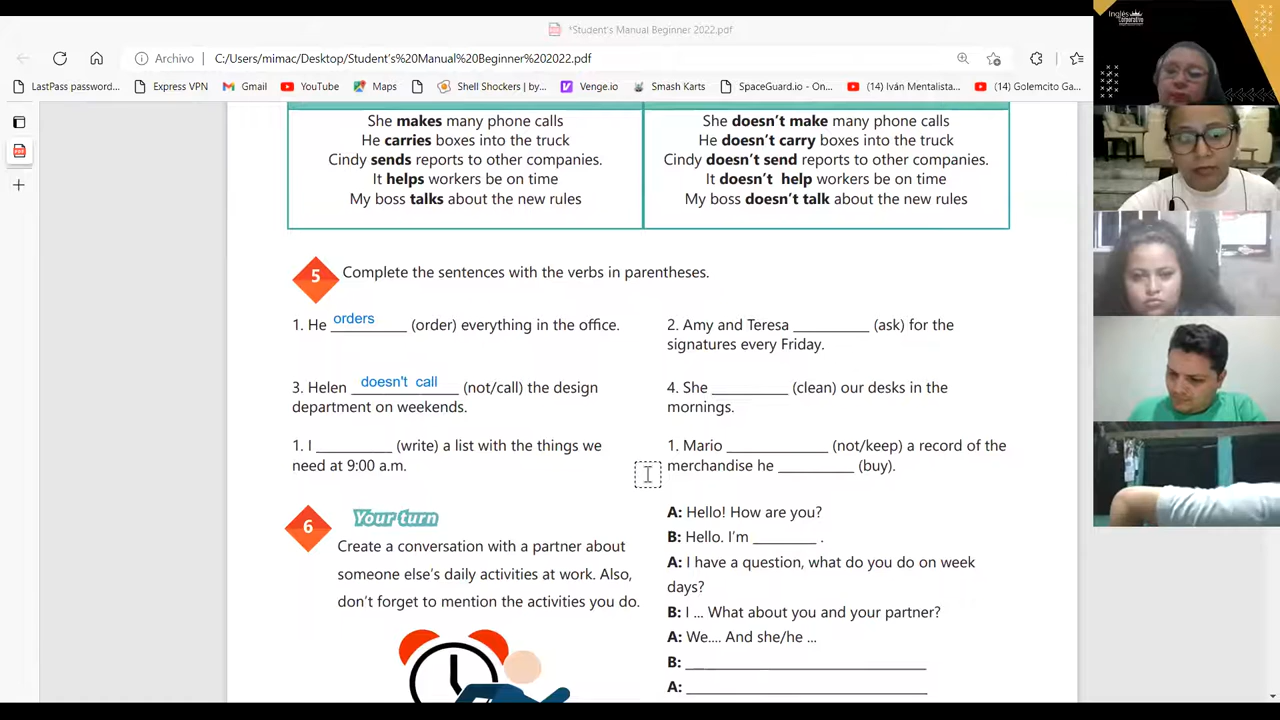 *Student's Manual Beginner 2022.pdf
Archivo
C:/Users/mimac/Desktop/Student's%20Manual%20Beginner%202022.pdf
LastPass password...
Express VPN
Gmail
YouTube
Maps
Shell Shockers | by...
Venge.io
Smash Karts
SpaceGuard.io - On...
(14) Iván Mentalista...
(14) Golemcito Ga...
Inglés
Corporativo
She makes many phone calls
He carries boxes into the truck
Cindy sends reports to other companies.
It helps workers be on time
My boss talks about the new rules
She doesn't make many phone calls
He doesn't carry boxes into the truck
Cindy doesn't send reports to other companies.
It doesn't help workers be on time
My boss doesn't talk about the new rules
5 Complete the sentences with the verbs in parentheses.
1. He orders (order) everything in the office.
2. Amy and Teresa _________ (ask) for the
signatures every Friday.
3. Helen doesn't call (not/call) the design
department on weekends.
4. She _________ (clean) our desks in the
mornings.
1. I _________ (write) a list with the things we
need at 9:00 a.m.
1. Mario ____________ (not/keep) a record of the
merchandise he _________ (buy).
6 Your turn
Create a conversation with a partner about
someone else's daily activities at work. Also,
don't forget to mention the activities you do.
A: Hello! How are you?
B: Hello. I'm ________ .
A: I have a question, what do you do on week
days?
B: I ... What about you and your partner?
A: We.... And she/he ...
B: ____________________________
A: ____________________________